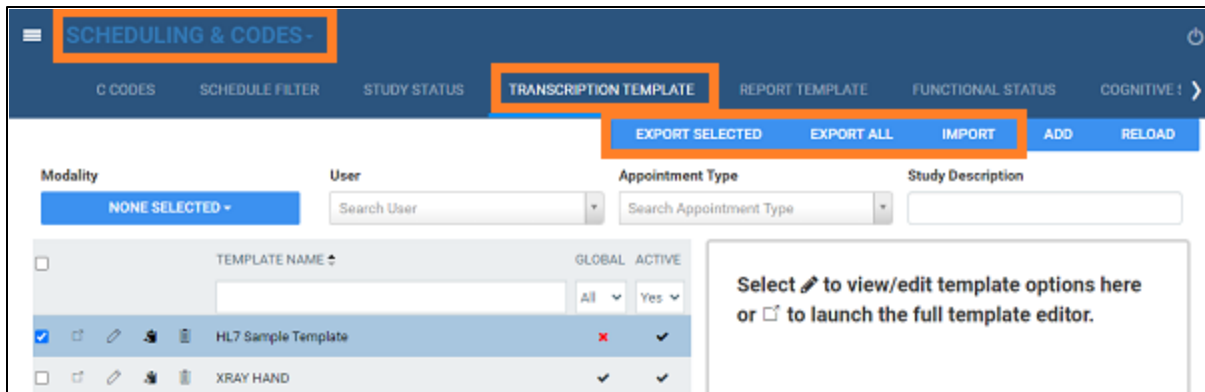 SCHEDULING & CODES
C CODES SCHEDULE FILTER STUDY STATUS TRANSCRIPTION TEMPLATE REPORT TEMPLATE FUNCTIONAL STATUS COGNITIVE
EXPORT SELECTED EXPORT ALL IMPORT ADD RELOAD
Modality User Appointment Type Study Description
NONE SELECTED Search User Search Appointment Type
TEMPLATE NAME GLOBAL ACTIVE
All Yes
Select to view/edit template options here
or to launch the full template editor.
HL7 Sample Template
XRAY HAND